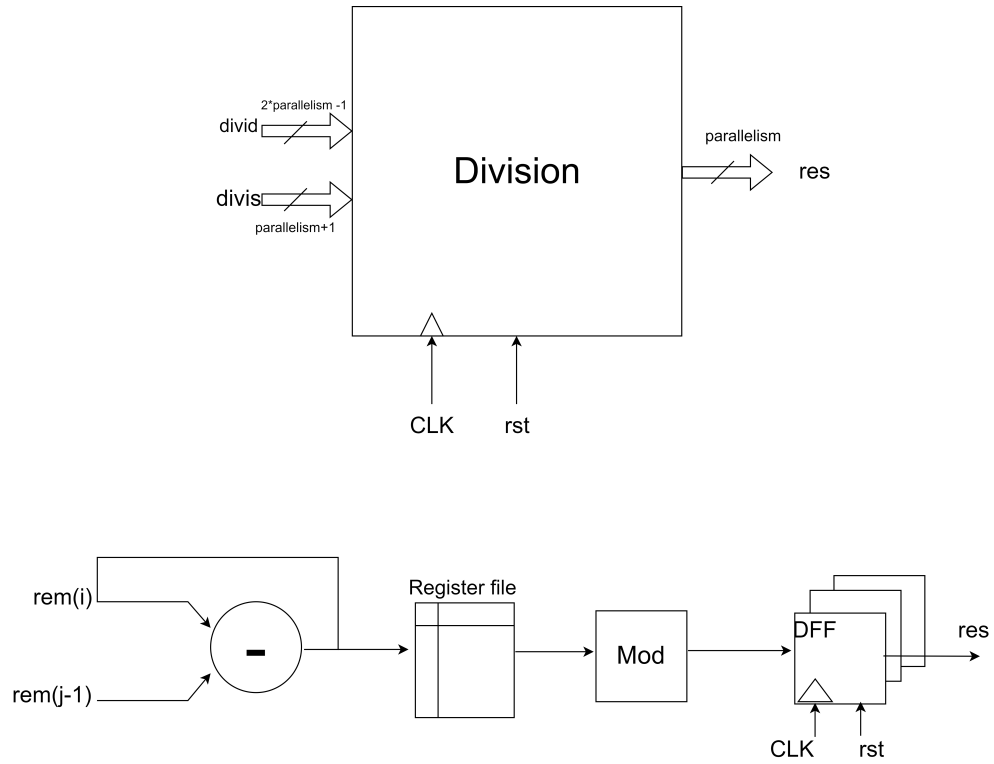 2*parallelism -1
divid
divis
parallelism+1
Division
parallelism
res
CLK
rst
Register file
rem(i)
rem(j-1)
-
Mod
DFF
res
CLK
rst